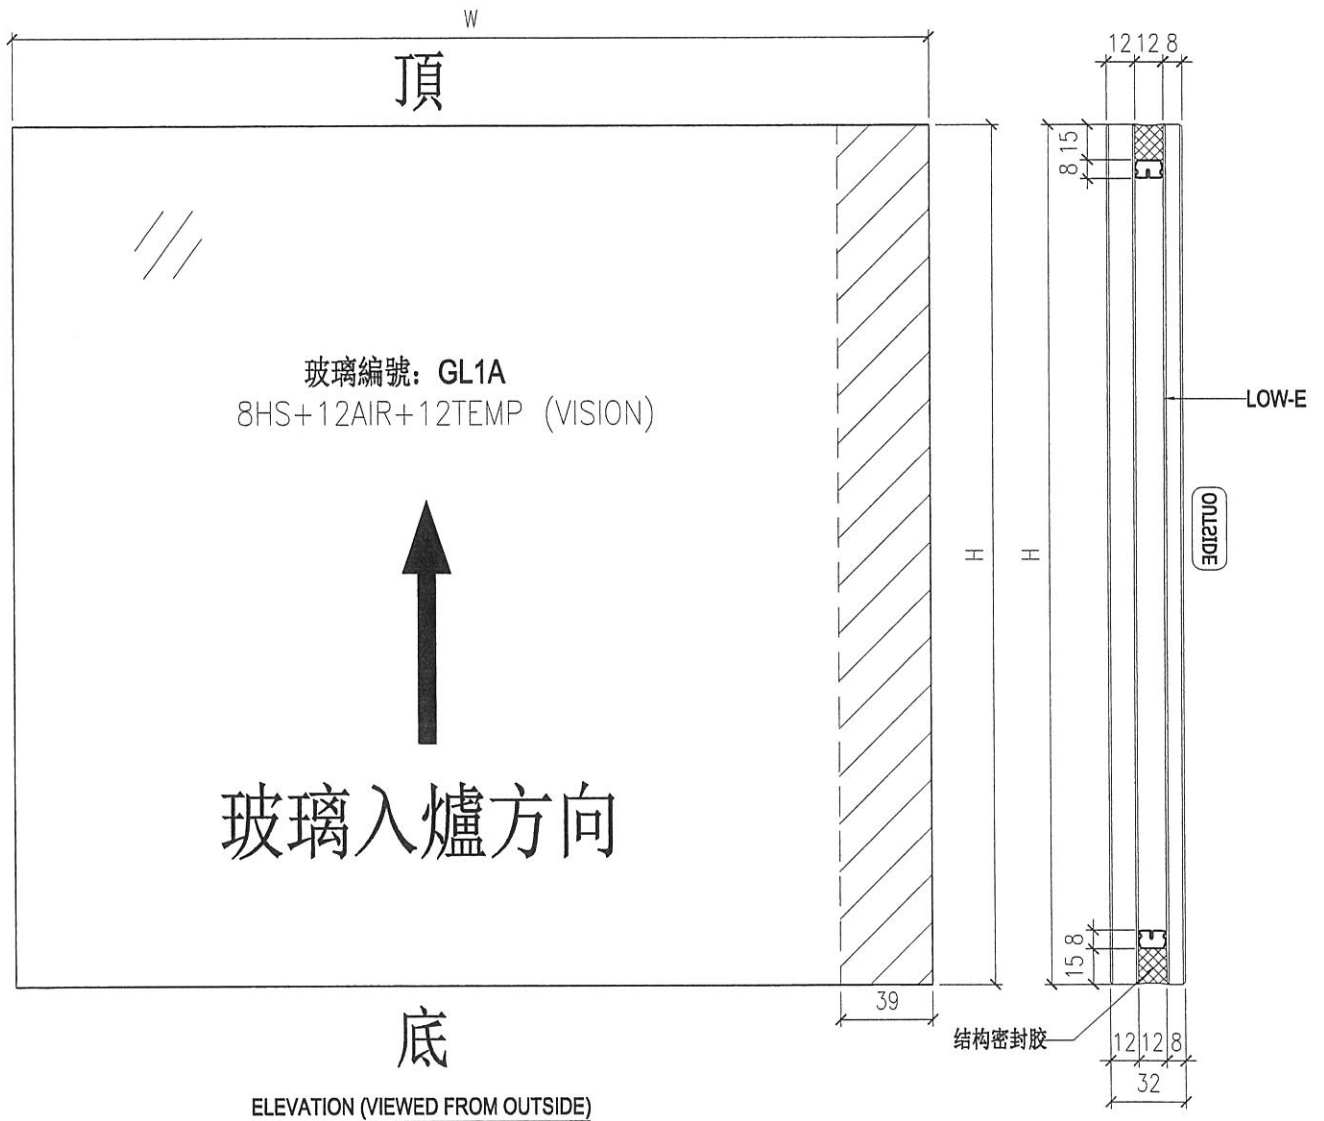 W
頂
玻璃編號：GL1A
8HS+12AIR+12TEMP (VISION)
玻璃入爐方向
底
39
ELEVATION (VIEWED FROM OUTSIDE)
H
H
12 12 8
15
8
LOW-E
OUTSIDE
8
15
结构密封胶
12 12 8
32